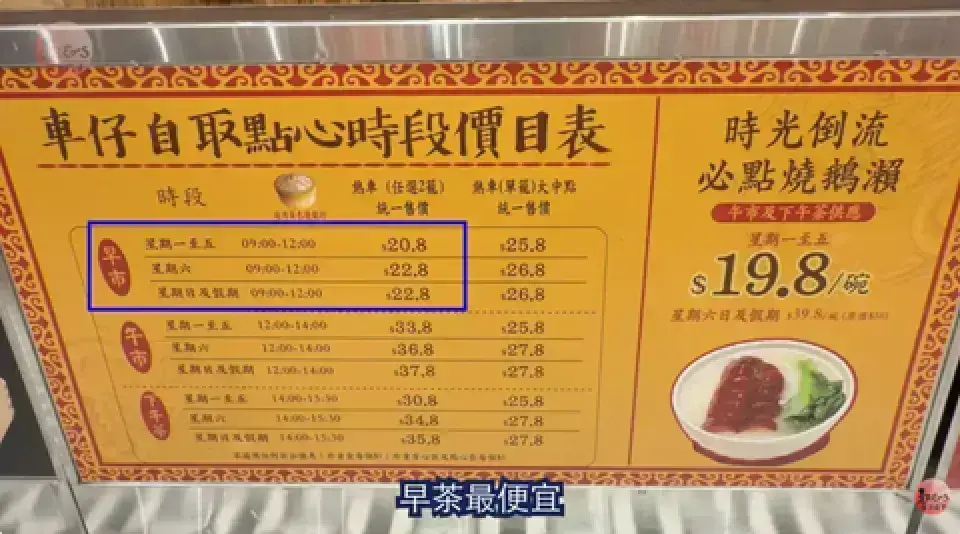 車仔自取點心時段價目表
時段
熱車 (任選2籠) 統一售價
熱車(單籠)大中點 統一售價
早市
星期一至五 09:00-12:00 $20.8 $25.8
星期六 09:00-12:00 $22.8 $26.8
星期日及假期 09:00-12:00 $22.8 $26.8
午市
星期一至五 12:00-14:00 $33.8 $25.8
星期六 12:00-14:00 $36.8 $27.8
星期日及假期 12:00-14:00 $37.8 $27.8
下午茶
星期一至五 14:00-15:30 $30.8 $25.8
星期六 14:00-15:30 $34.8 $27.8
星期日及假期 14:00-15:30 $35.8 $27.8
時光倒流
必點燒鵝瀨
午市及下午茶供應
星期一至五
$19.8/碗
星期六日及假期 $39.8/碗
早茶最便宜